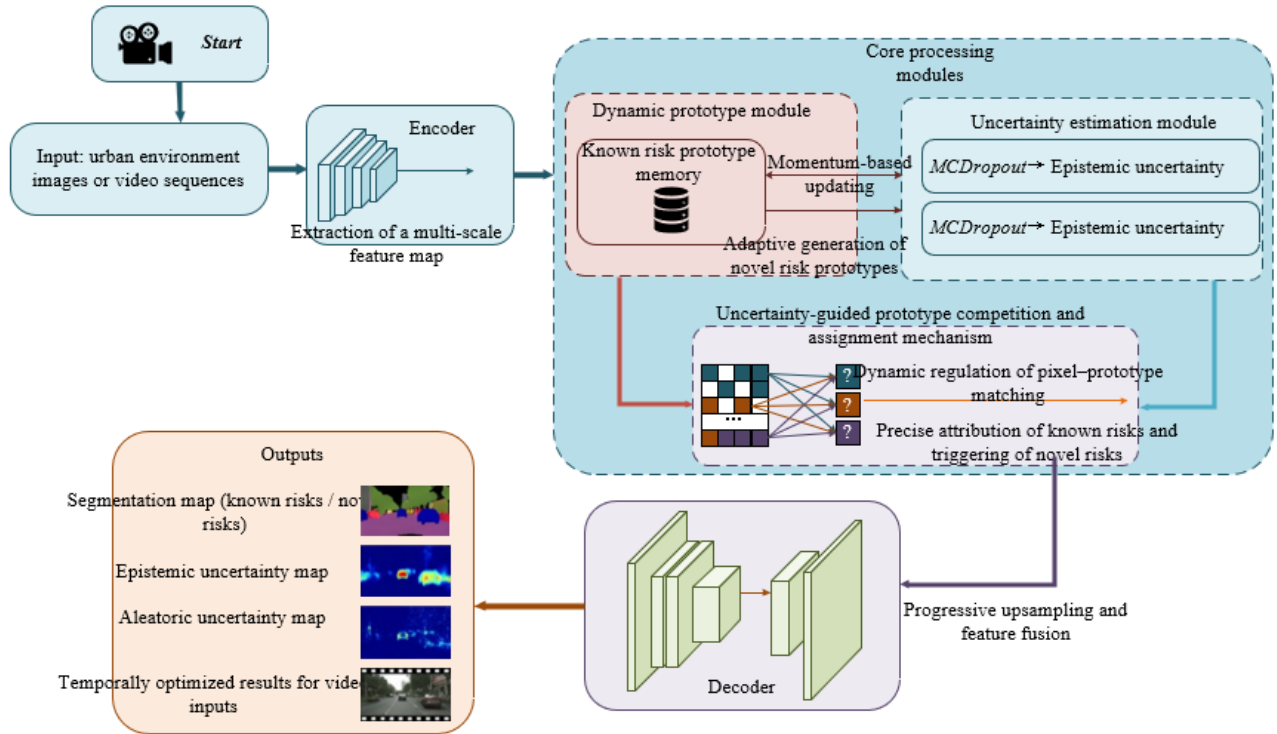 Start
Input: urban environment
images or video sequences
Encoder
Extraction of a multi-scale
feature map
Core processing
modules
Dynamic prototype module
Known risk prototype
memory
Momentum-based
updating
Adaptive generation of
novel risk prototypes
Uncertainty estimation module
MCDropout→ Epistemic uncertainty
MCDropout→ Epistemic uncertainty
Uncertainty-guided prototype competition and
assignment mechanism
...
?
?
?
Dynamic regulation of pixel–prototype
matching
Precise attribution of known risks and
triggering of novel risks
Progressive upsampling and
feature fusion
Decoder
Outputs
Segmentation map (known risks /
risks)
Epistemic uncertainty map
Aleatoric uncertainty map
Temporally optimized results for
inputs